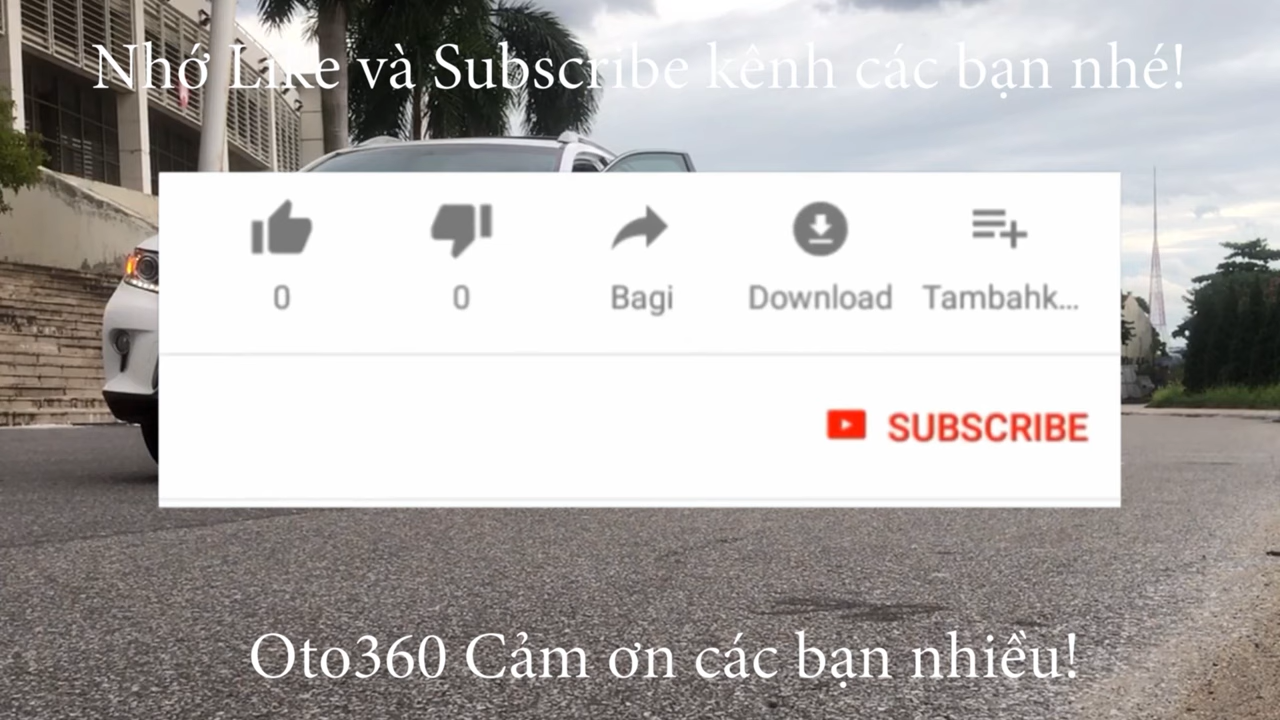 Nhớ Like và Subscribe kênh các bạn nhé!
0 0 Bagi Download Tambahk...
SUBSCRIBE
Oto360 Cảm ơn các bạn nhiều!